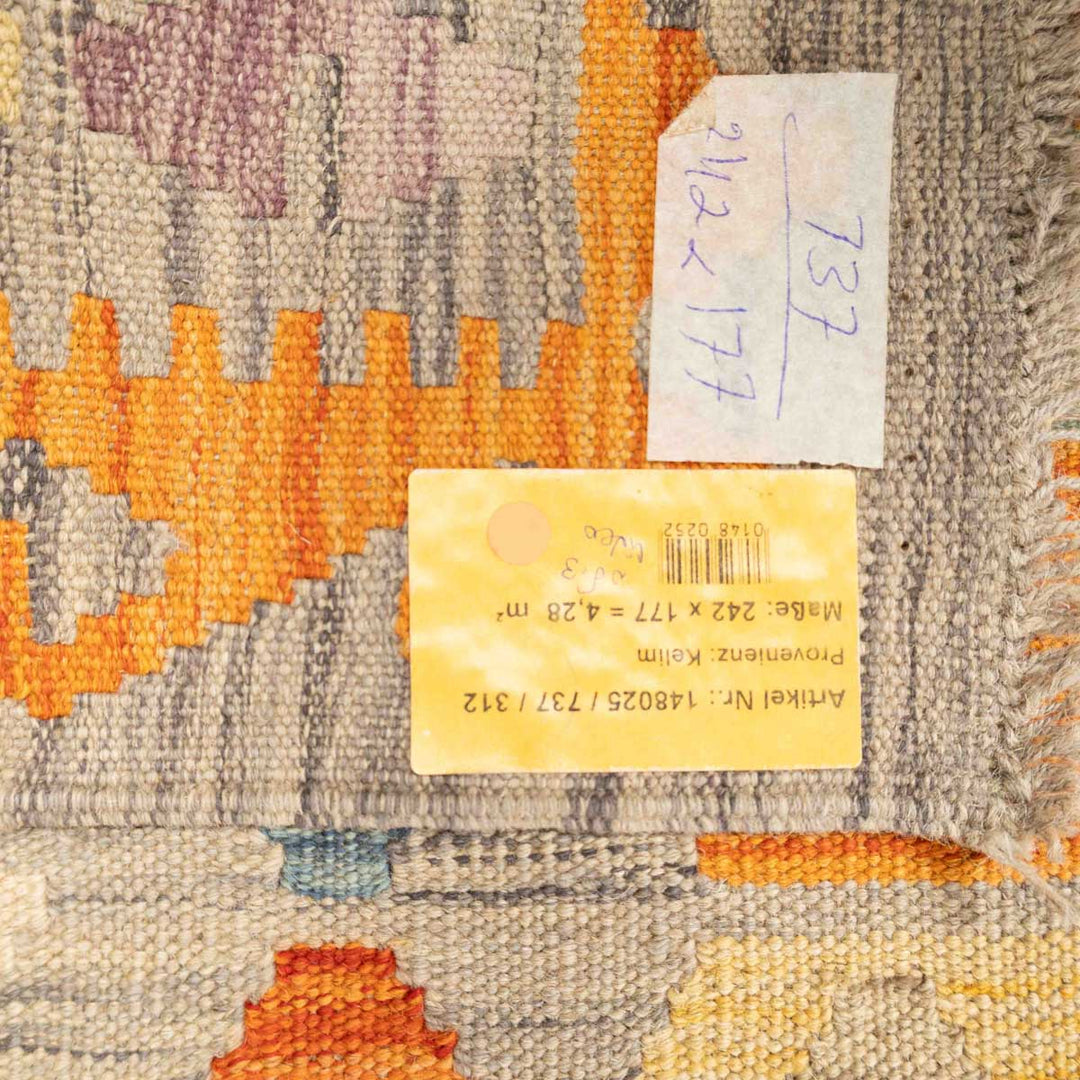 737
242 x 177
Artikel Nr.: 148025 / 737 / 312
Provenienz: Kelim
Maße: 242 x 177 = 4,28 m²
0148 0252